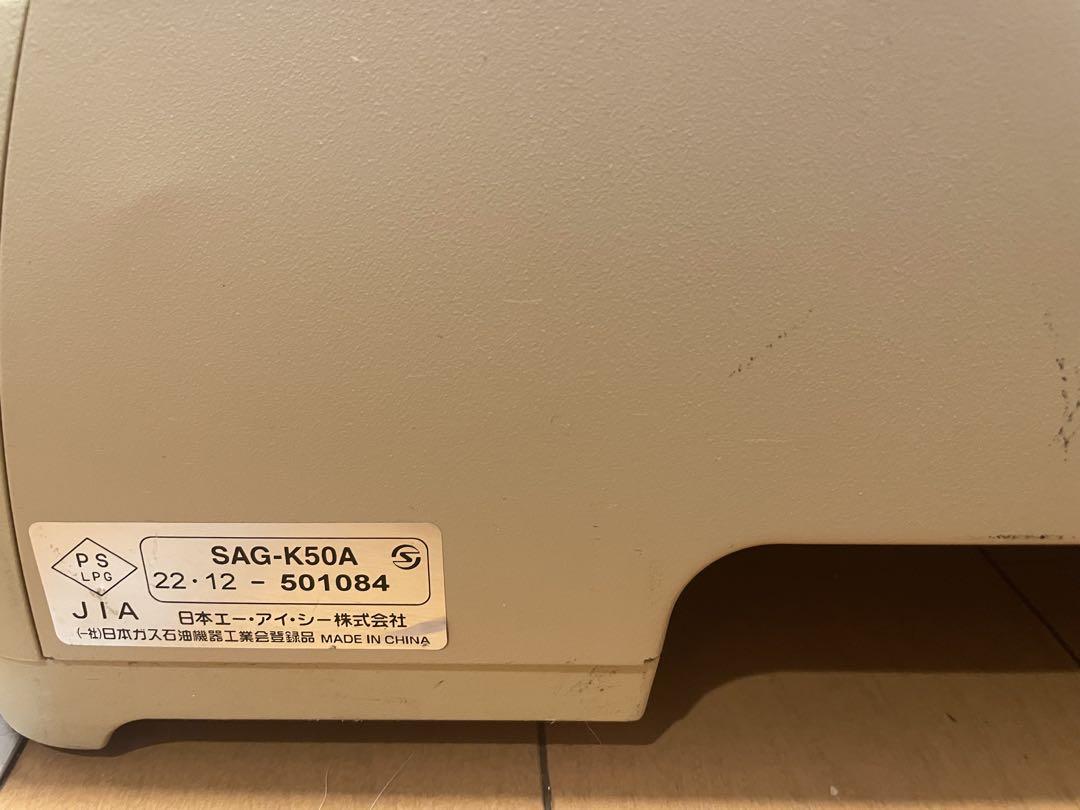 PS
LPG
JIA
SAG-K50A
22・12 - 501084
日本エー・アイ・シー株式会社
(一社)日本ガス石油機器工業会登録品 MADE IN CHINA